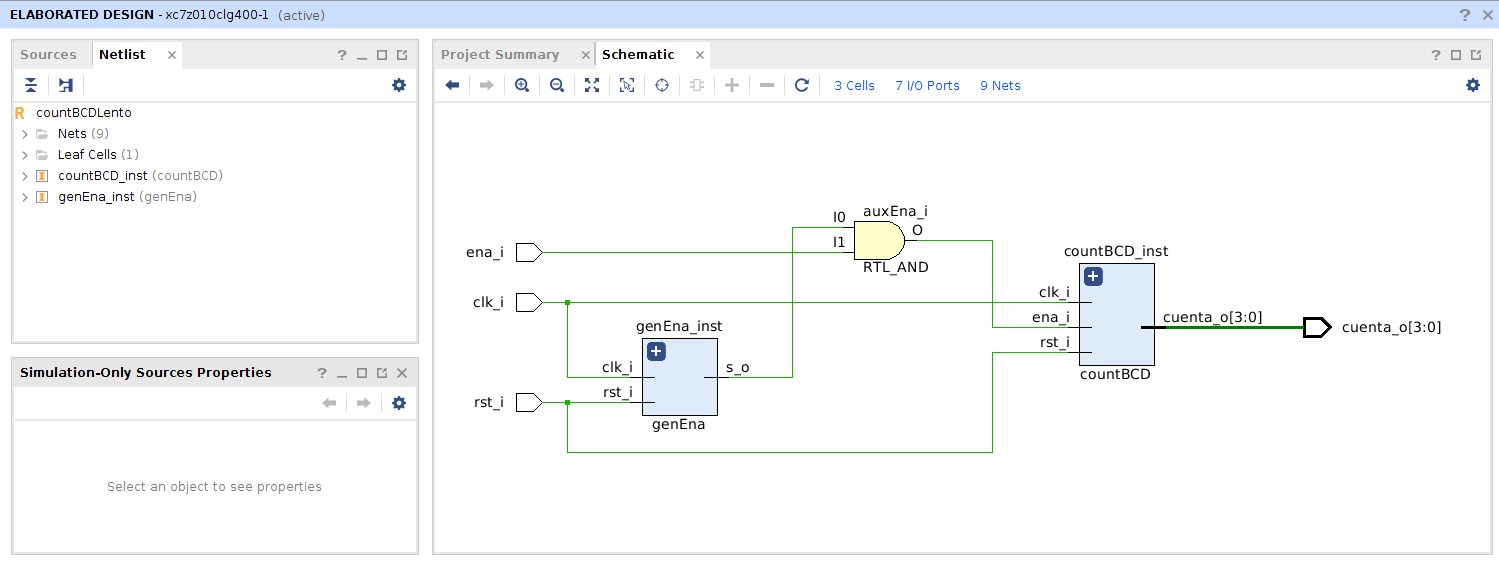 ELABORATED DESIGN - xc7z010clg400-1 (active)
Sources Netlist
countBCDLento
Nets (9)
Leaf Cells (1)
countBCD_inst (countBCD)
genEna_inst (genEna)
Simulation-Only Sources Properties
Select an object to see properties
Project Summary Schematic
3 Cells 7 I/O Ports 9 Nets
auxEna_i
I0
O
I1
RTL_AND
ena_i
clk_i
rst_i
genEna_inst
clk_i
s_o
rst_i
genEna
countBCD_inst
clk_i
ena_i
cuenta_o[3:0]
rst_i
countBCD
cuenta_o[3:0]